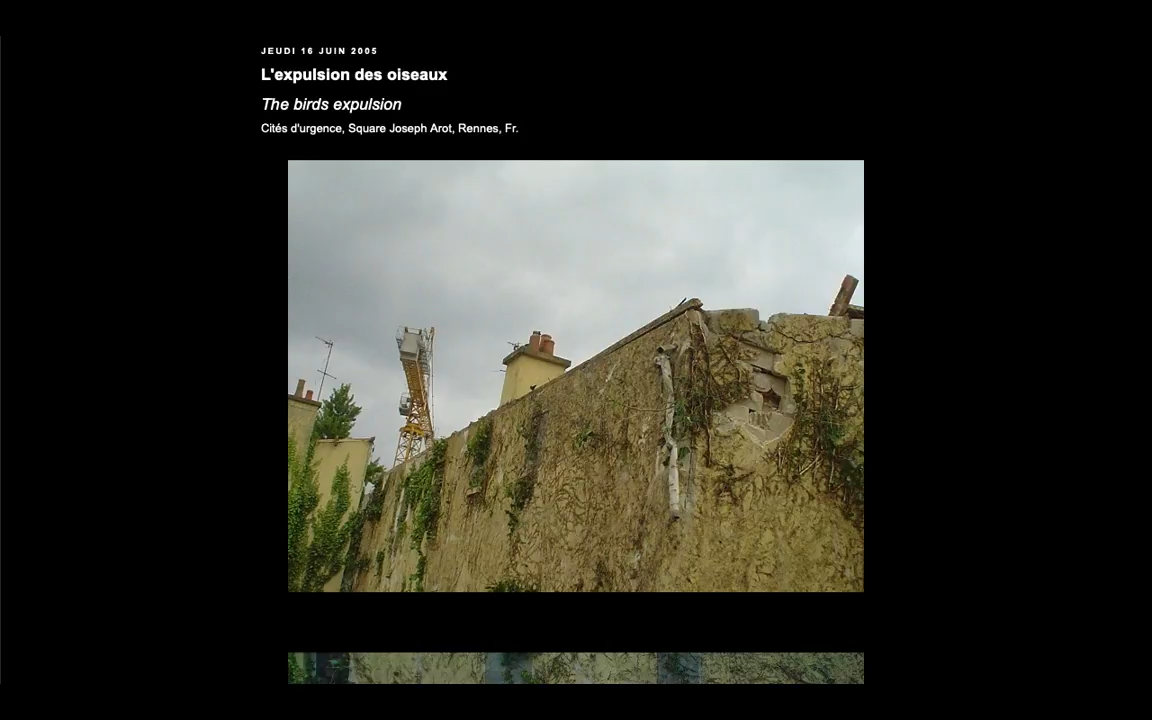 JEUDI 16 JUIN 2005
L'expulsion des oiseaux
The birds expulsion
Cités d'urgence, Square Joseph Arot, Rennes, Fr.